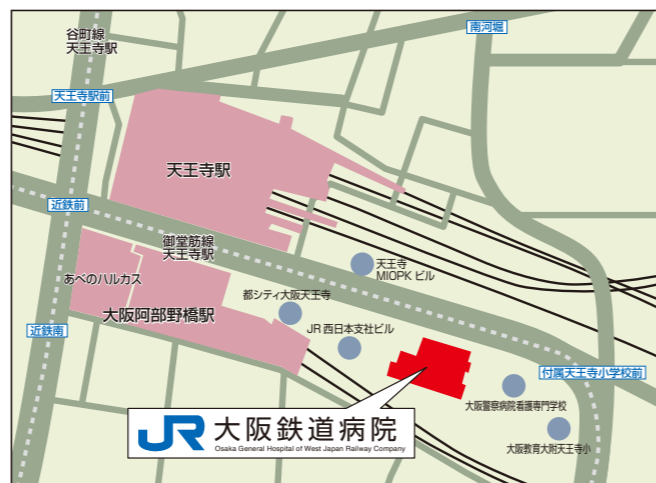 谷町線
天王寺駅
南河堀
天王寺駅前
天王寺駅
近鉄前
御堂筋線
天王寺駅
天王寺
MIOPK ビル
あべのハルカス
都シティ大阪天王寺
大阪阿部野橋駅
近鉄南
JR 西日本支社ビル
付属天王寺小学校前
大阪警察病院看護専門学校
大阪教育大附天王寺小
JR 大阪鉄道病院
Osaka General Hospital of West Japan Railway Company